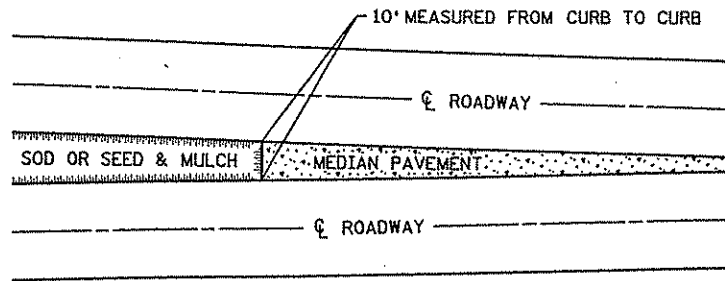 10' MEASURED FROM CURB TO CURB
℄ ROADWAY
SOD OR SEED & MULCH
MEDIAN PAVEMENT
℄ ROADWAY